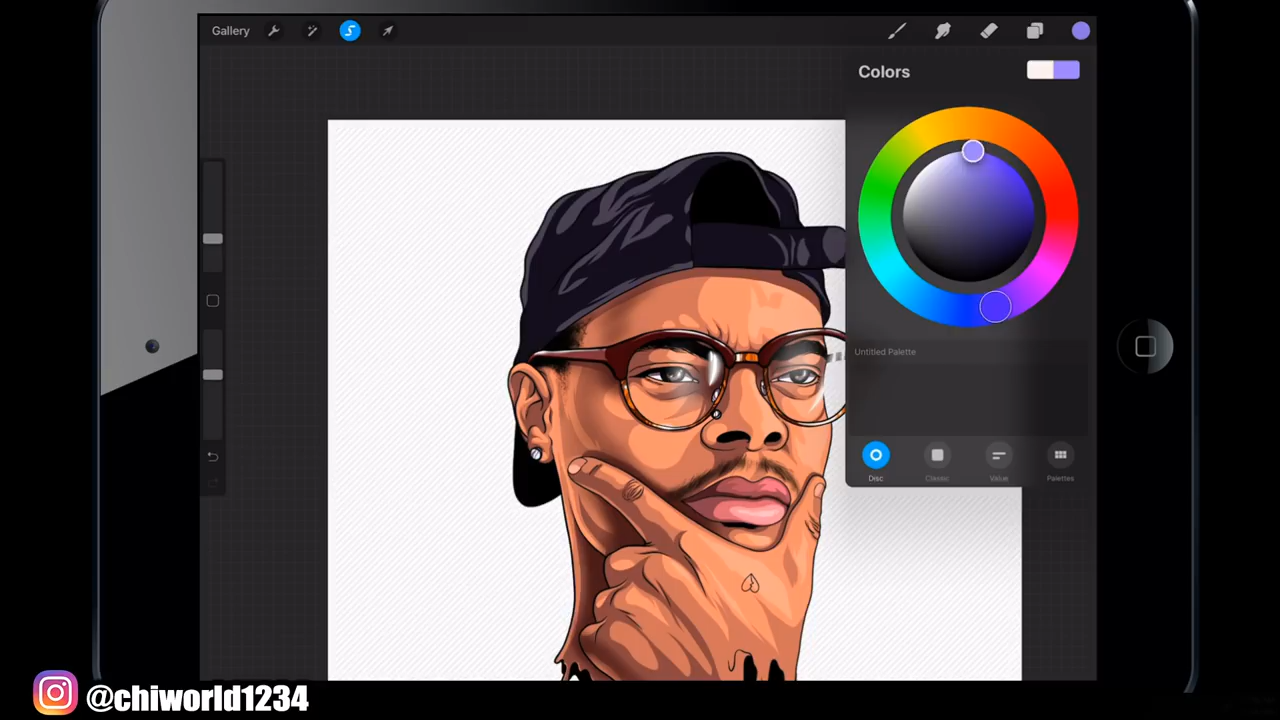 Gallery
Colors
Untitled Palette
Disc
Classic
Value
Palettes
@chiworld1234